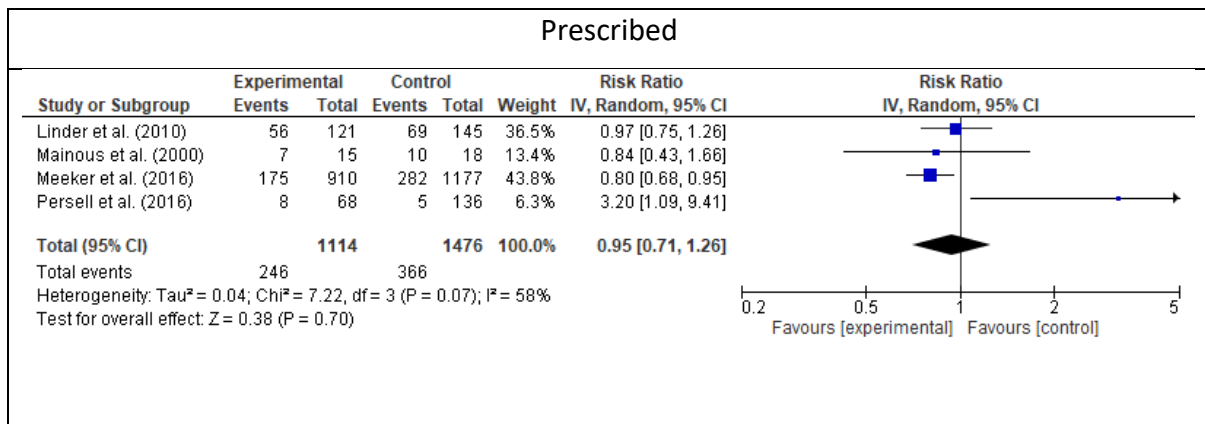 Prescribed
Experimental Control Risk Ratio Risk Ratio
Study or Subgroup Events Total Events Total Weight IV, Random, 95% CI IV, Random, 95% CI
Linder et al. (2010) 56 121 69 145 36.5% 0.97 [0.75, 1.26]
Mainous et al. (2000) 7 15 10 18 13.4% 0.84 [0.43, 1.66]
Meeker et al. (2016) 175 910 282 1177 43.8% 0.80 [0.68, 0.95]
Persell et al. (2016) 8 68 5 136 6.3% 3.20 [1.09, 9.41]
Total (95% CI) 1114 1476 100.0% 0.95 [0.71, 1.26]
Total events 246 366
Heterogeneity: Tau² = 0.04; Chi² = 7.22, df = 3 (P = 0.07); I² = 58%
Test for overall effect: Z = 0.38 (P = 0.70)
0.2 0.5 1 2 5
Favours [experimental] Favours [control]